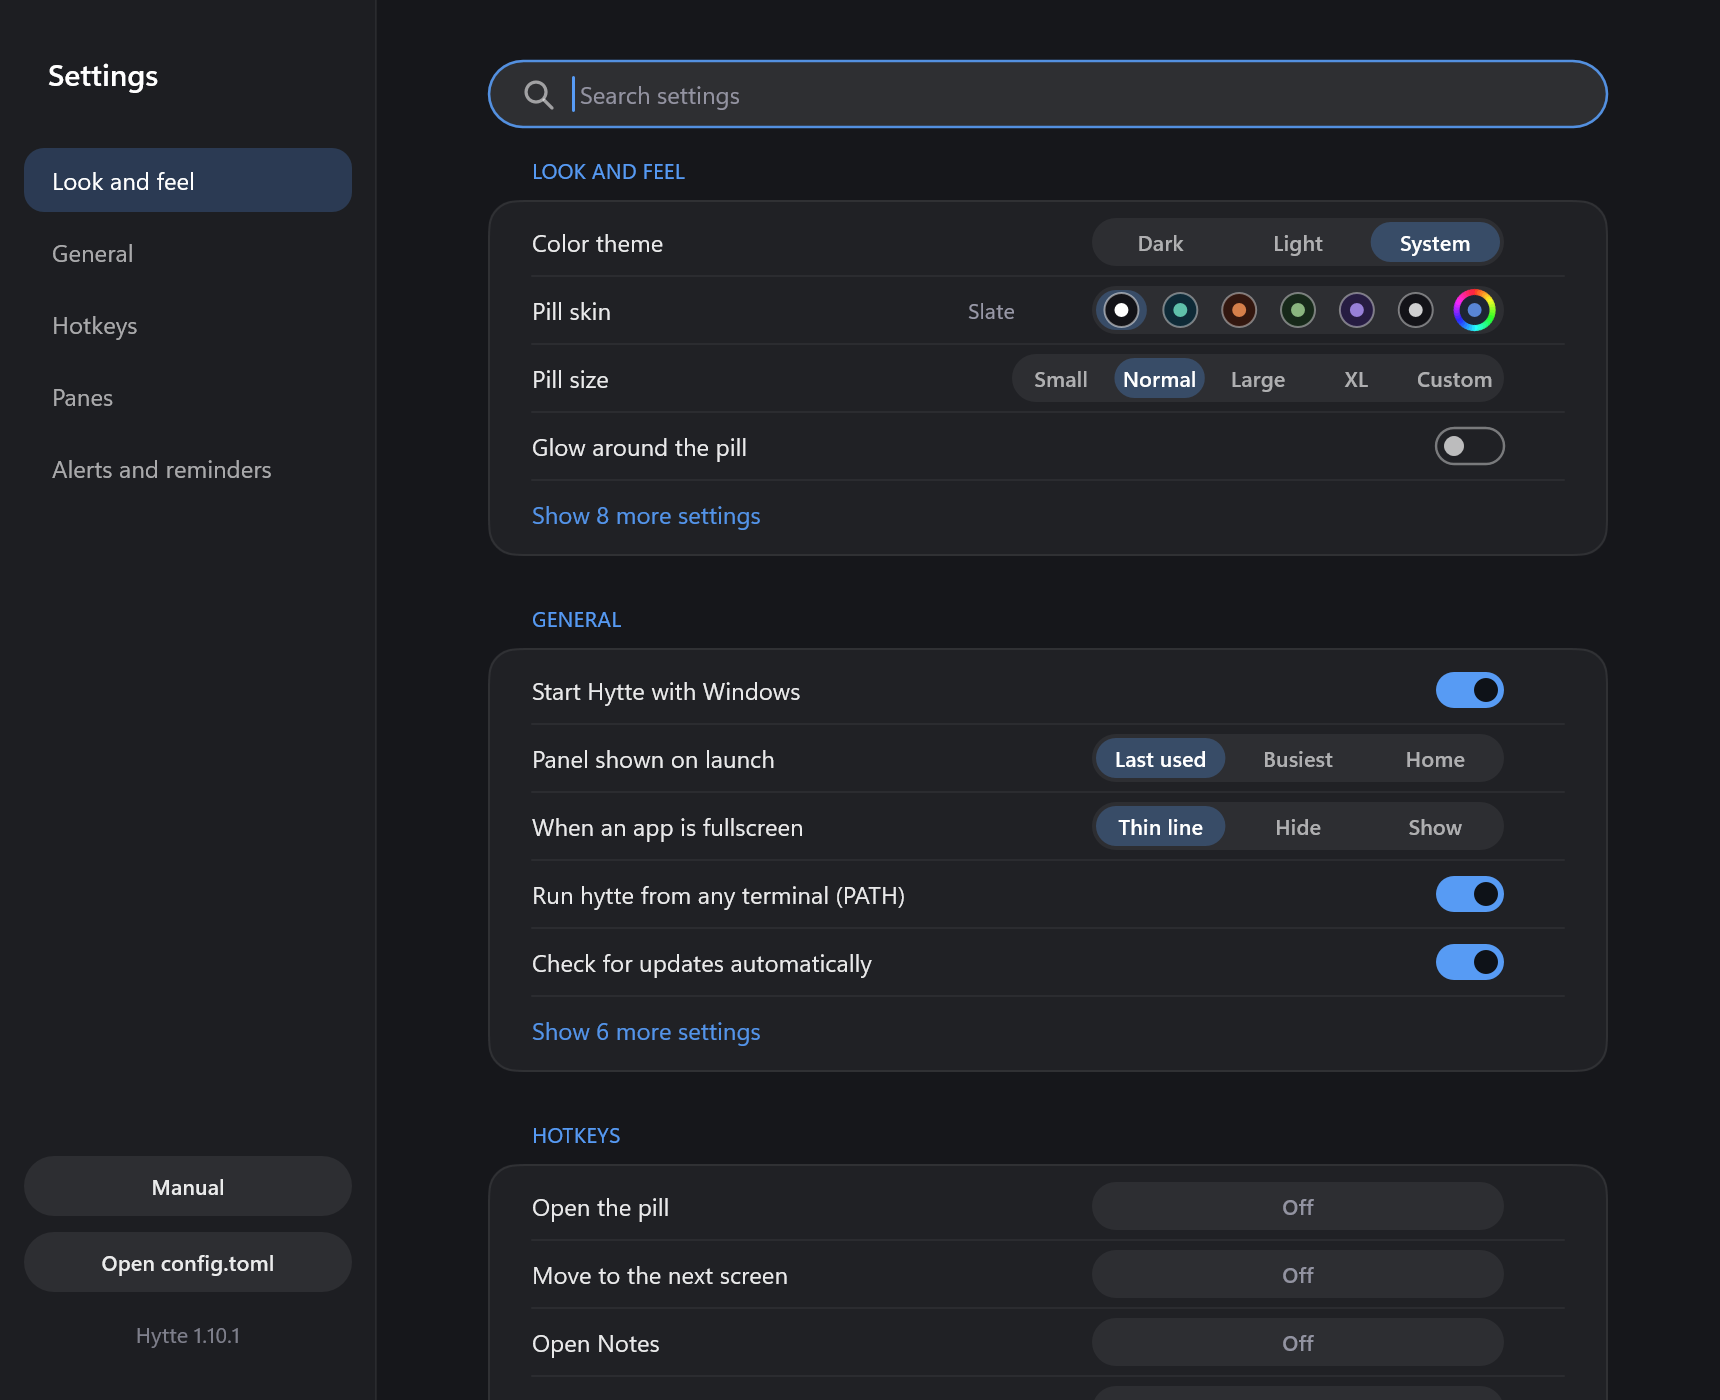 Settings
Look and feel
General
Hotkeys
Panes
Alerts and reminders
Manual
Open config.toml
Hytte 1.10.1
Search settings
LOOK AND FEEL
Color theme Dark Light System
Pill skin Slate
Pill size Small Normal Large XL Custom
Glow around the pill
Show 8 more settings
GENERAL
Start Hytte with Windows
Panel shown on launch Last used Busiest Home
When an app is fullscreen Thin line Hide Show
Run hytte from any terminal (PATH)
Check for updates automatically
Show 6 more settings
HOTKEYS
Open the pill Off
Move to the next screen Off
Open Notes Off